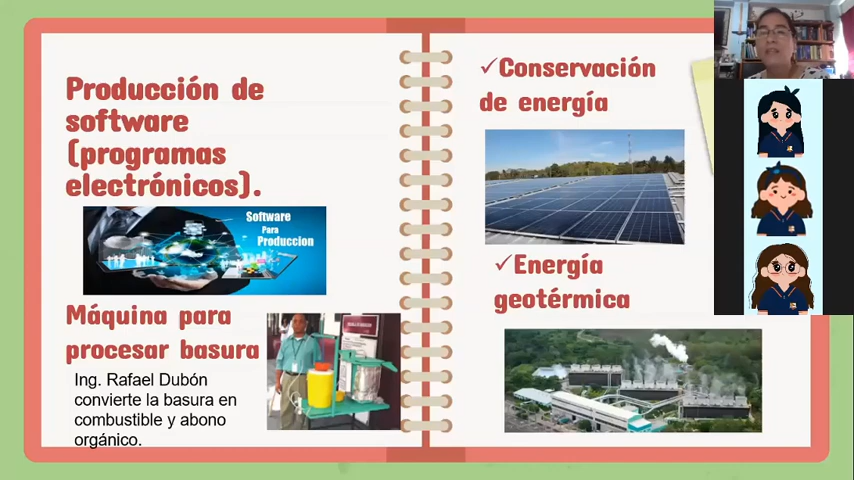 Producción de
software
(programas
electrónicos).
Software
Para
Produccion
Máquina para
procesar basura
Ing. Rafael Dubón
convierte la basura en
combustible y abono
orgánico.
✓Conservación
de energía
✓Energía
geotérmica